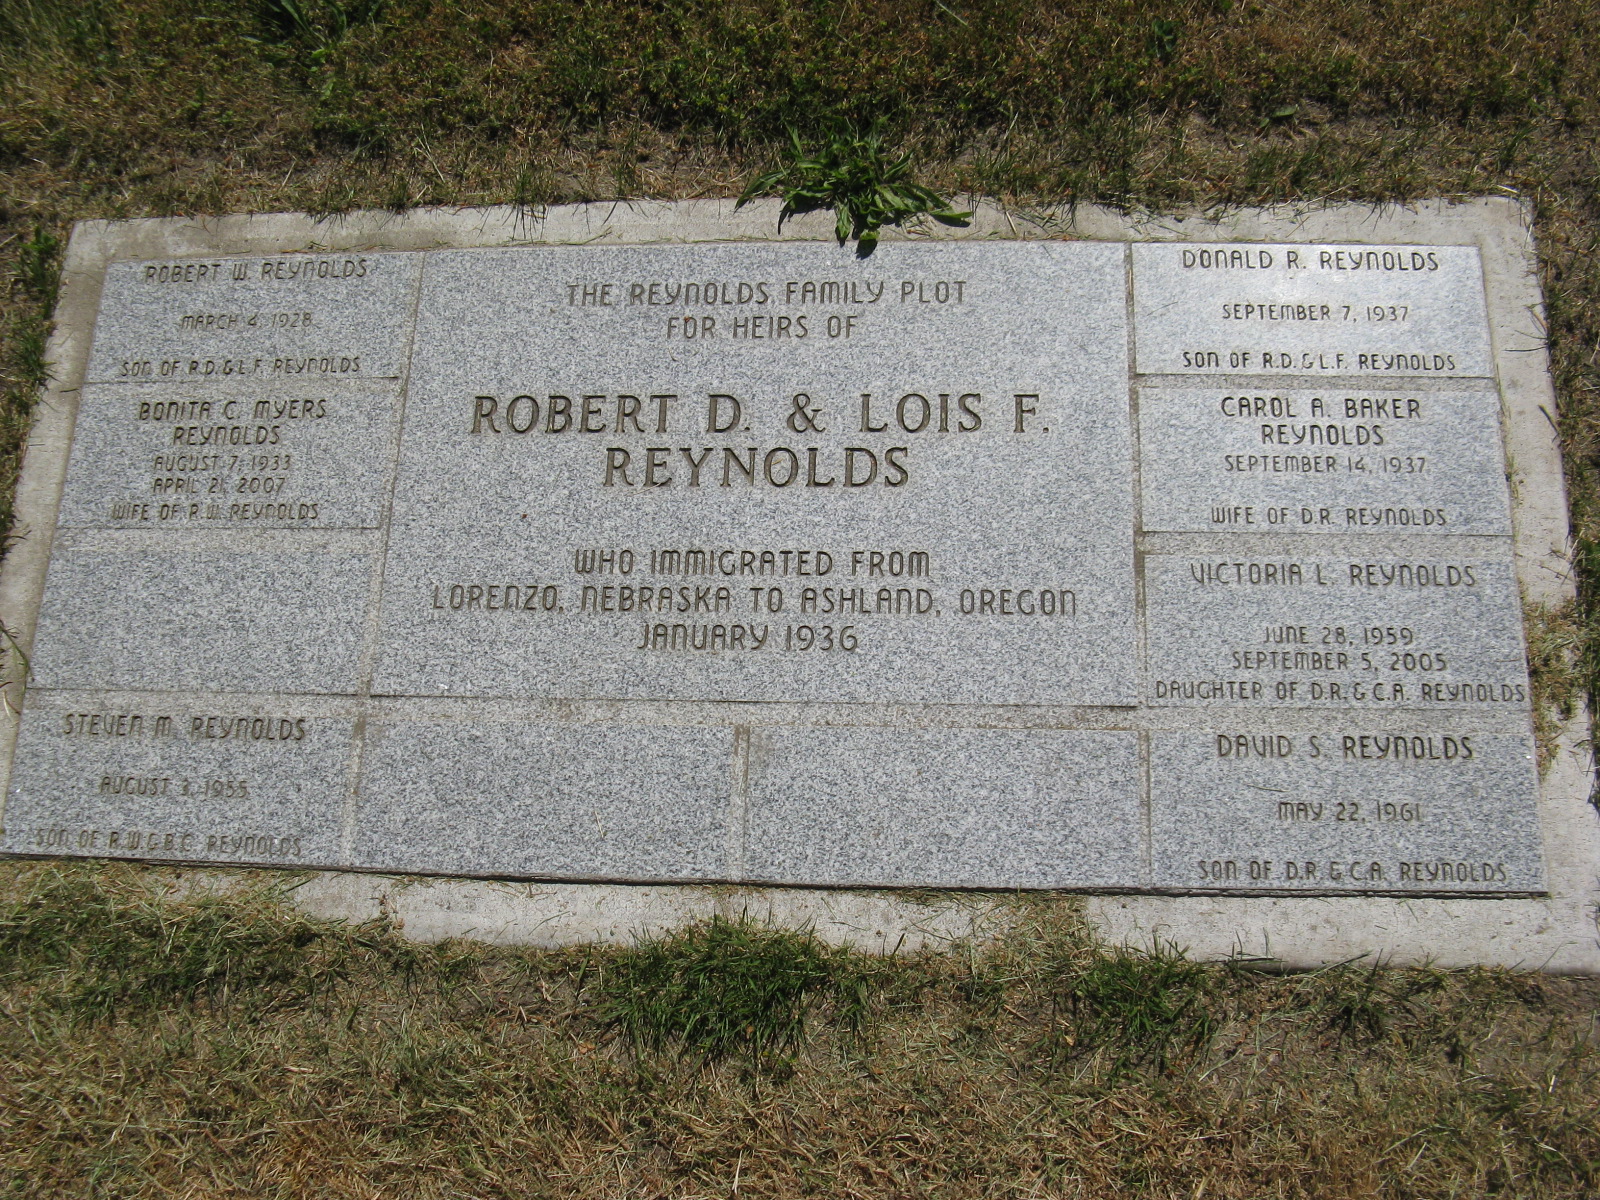 ROBERT W. REYNOLDS
MARCH 4 1928
SON OF R.D. & L.F. REYNOLDS
BONITA C. MYERS
REYNOLDS
AUGUST 7, 1933
APRIL 21, 2007
WIFE OF R.W. REYNOLDS
STEVEN M. REYNOLDS
AUGUST 3, 1955
SON OF R.W. & B.C. REYNOLDS
THE REYNOLDS FAMILY PLOT
FOR HEIRS OF
ROBERT D. & LOIS F.
REYNOLDS
WHO IMMIGRATED FROM
LORENZO, NEBRASKA TO ASHLAND, OREGON
JANUARY 1936
DONALD R. REYNOLDS
SEPTEMBER 7, 1937
SON OF R.D. & L.F. REYNOLDS
CAROL A. BAKER
REYNOLDS
SEPTEMBER 14, 1937
WIFE OF D.R. REYNOLDS
VICTORIA L. REYNOLDS
JUNE 28, 1959
SEPTEMBER 5, 2005
DAUGHTER OF D.R. & C.A. REYNOLDS
DAVID S. REYNOLDS
MAY 22, 1961
SON OF D.R. & C.A. REYNOLDS